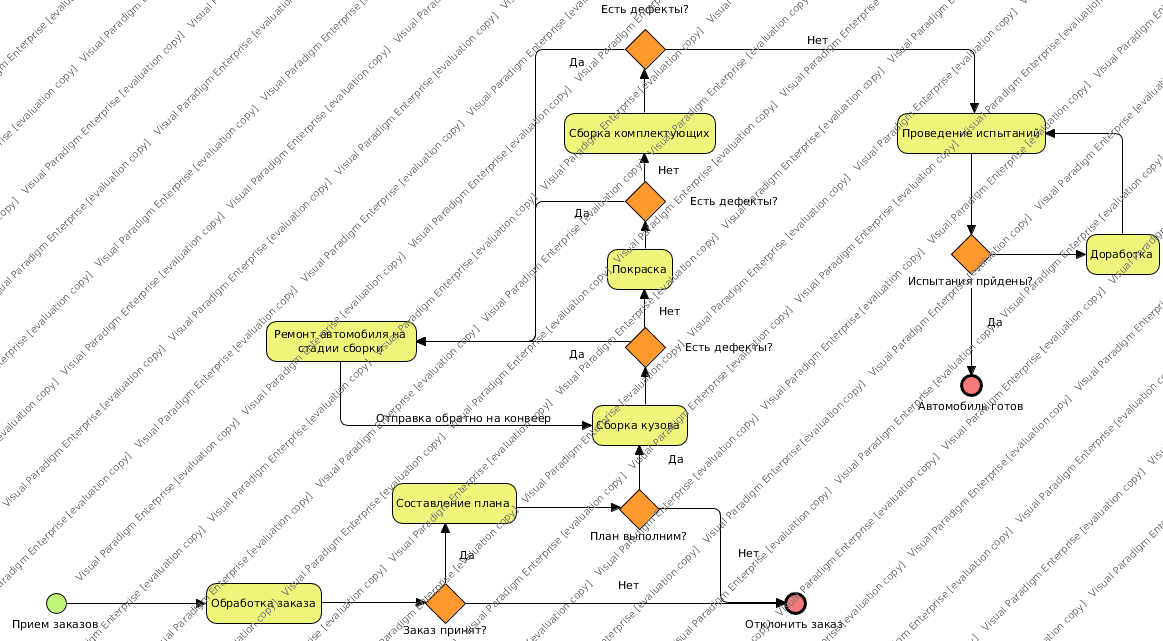 Есть дефекты?
Нет
Да
Сборка комплектующих
Проведение испытаний
Нет
Есть дефекты?
Да
Покраска
Доработка
Испытания прйдены?
Нет
Ремонт автомобиля на
стадии сборки
Есть дефекты?
Да
Да
Автомобиль готов
Отправка обратно на конвеер
Сборка кузова
Да
Составление плана
План выполним?
Нет
Да
Нет
Обработка заказа
Прием заказов
Заказ принят?
Отклонить заказ
Visual Paradigm Enterprise [evaluation copy]